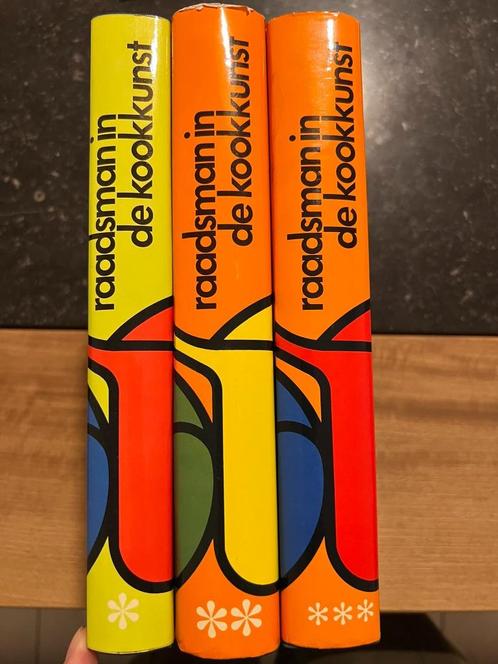 raadsman in
de kookkunst
*
raadsman in
de kookkunst
**
raadsman in
de kookkunst
***